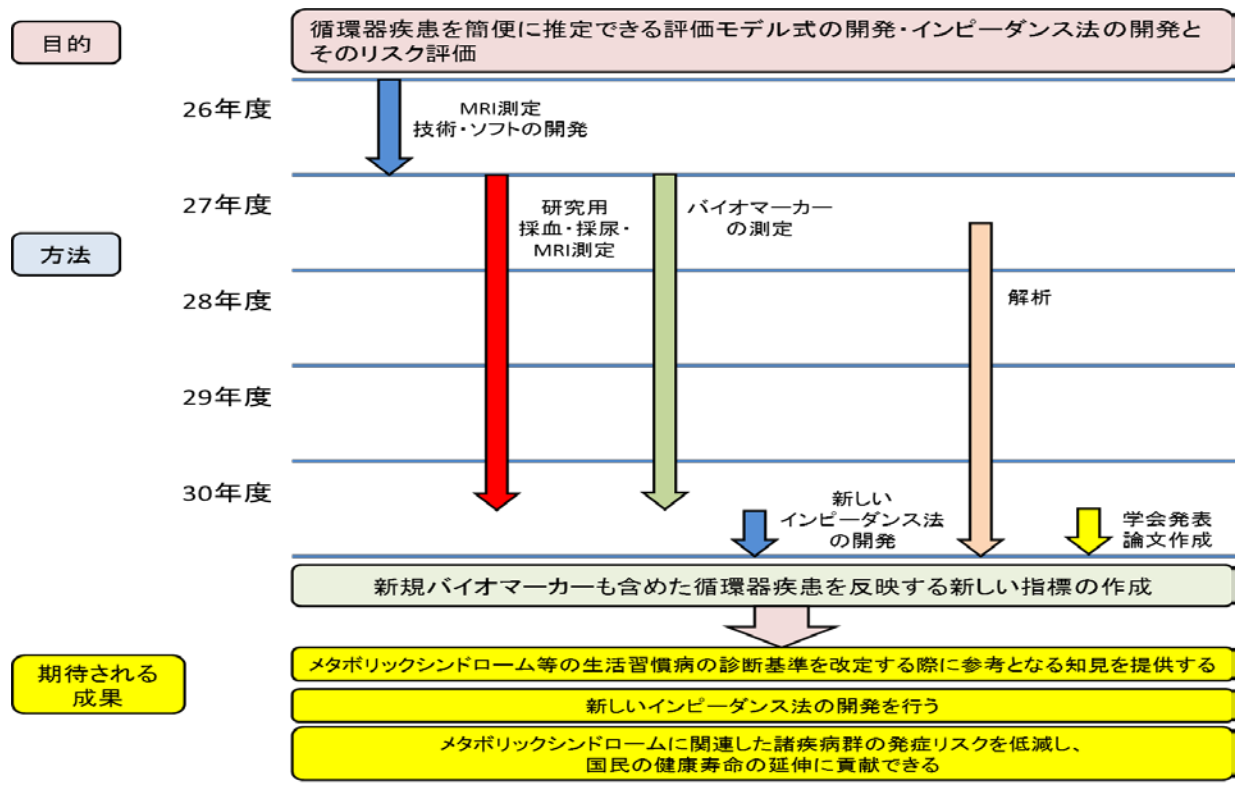 目的
循環器疾患を簡便に推定できる評価モデル式の開発・インピーダンス法の開発と
そのリスク評価
26年度
MRI測定
技術・ソフトの開発
27年度
研究用
採血・採尿・
MRI測定
バイオマーカー
の測定
方法
28年度
解析
29年度
30年度
新しい
インピーダンス法
の開発
学会発表
論文作成
新規バイオマーカーも含めた循環器疾患を反映する新しい指標の作成
期待される
成果
メタボリックシンドローム等の生活習慣病の診断基準を改定する際に参考となる知見を提供する
新しいインピーダンス法の開発を行う
メタボリックシンドロームに関連した諸疾病群の発症リスクを低減し、
国民の健康寿命の延伸に貢献できる